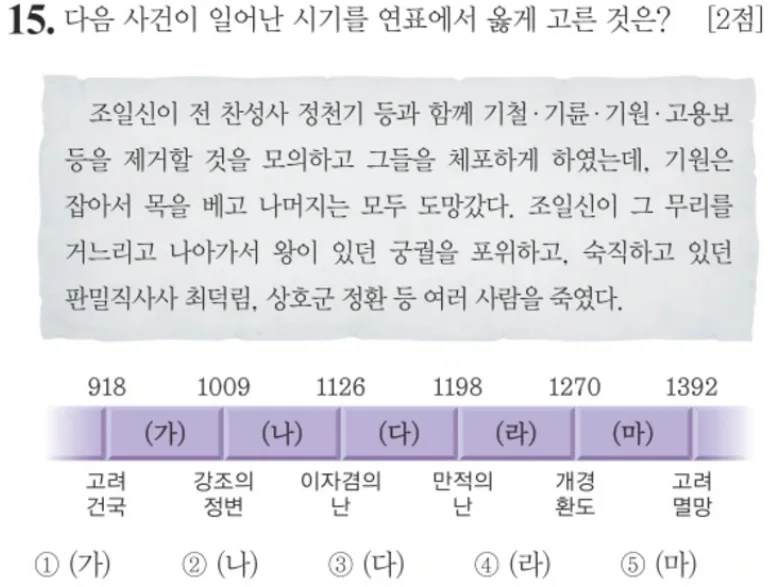 15. 다음 사건이 일어난 시기를 연표에서 옳게 고른 것은? [2점]
조일신이 전 찬성사 정천기 등과 함께 기철·기륜·기원·고용보
등을 제거할 것을 모의하고 그들을 체포하게 하였는데, 기원은
잡아서 목을 베고 나머지는 모두 도망갔다. 조일신이 그 무리를
거느리고 나아가서 왕이 있던 궁궐을 포위하고, 숙직하고 있던
판밀직사사 최덕림, 상호군 정환 등 여러 사람을 죽였다.
918 1009 1126 1198 1270 1392
(가) (나) (다) (라) (마)
고려 강조의 이자겸의 만적의 개경 고려
건국 정변 난 난 환도 멸망
① (가) ② (나) ③ (다) ④ (라) ⑤ (마)